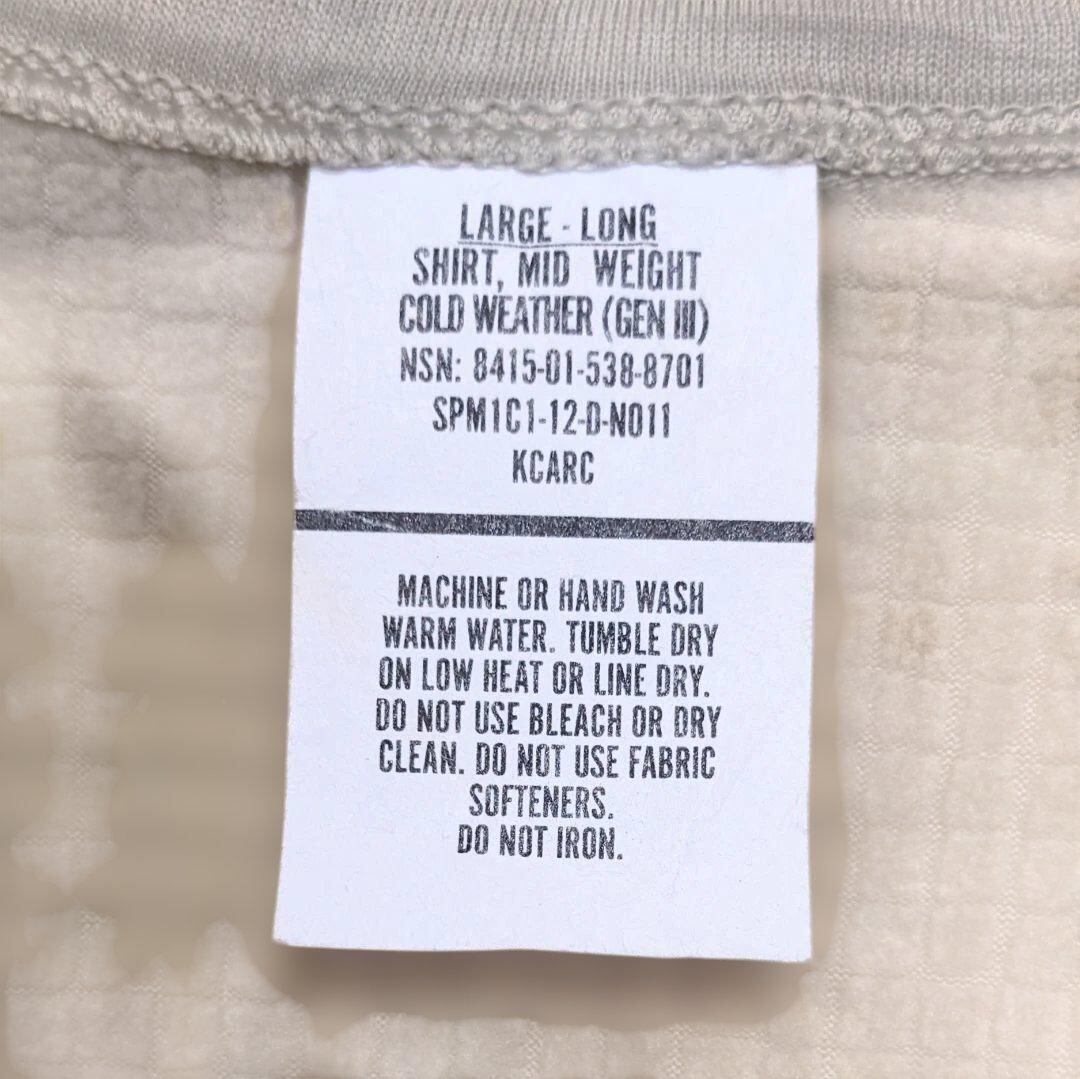 LARGE - LONG
SHIRT, MID WEIGHT
COLD WEATHER (GEN III)
NSN: 8415-01-538-8701
SPM1C1-12-D-N011
KCARC
MACHINE OR HAND WASH
WARM WATER. TUMBLE DRY
ON LOW HEAT OR LINE DRY.
DO NOT USE BLEACH OR DRY
CLEAN. DO NOT USE FABRIC
SOFTENERS.
DO NOT IRON.